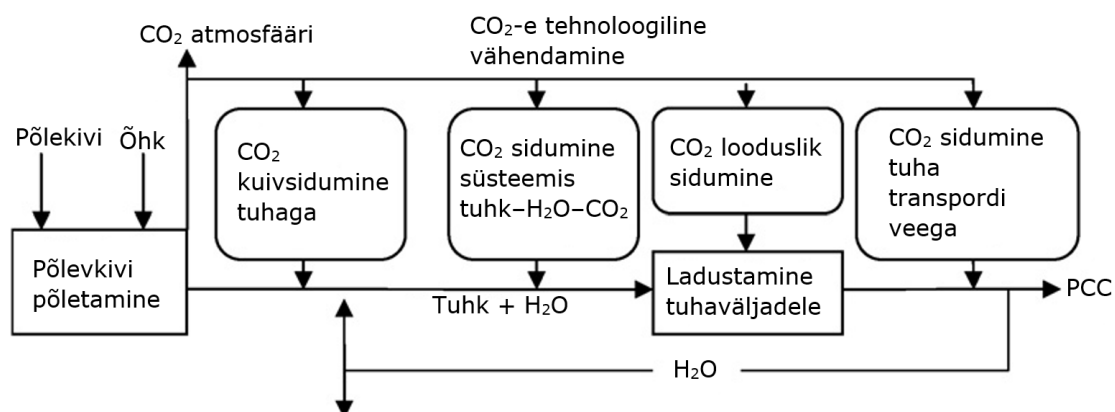 CO₂ atmosfääri
CO₂-e tehnoloogiline
vähendamine
Põlekivi
Õhk
CO₂
kuivsidumine
tuhaga
CO₂ sidumine
süsteemis
tuhk–H₂O–CO₂
CO₂ looduslik
sidumine
CO₂ sidumine
tuha
transpordi
veega
Põlevkivi
põletamine
Tuhk + H₂O
Ladustamine
tuhaväljadele
PCC
H₂O